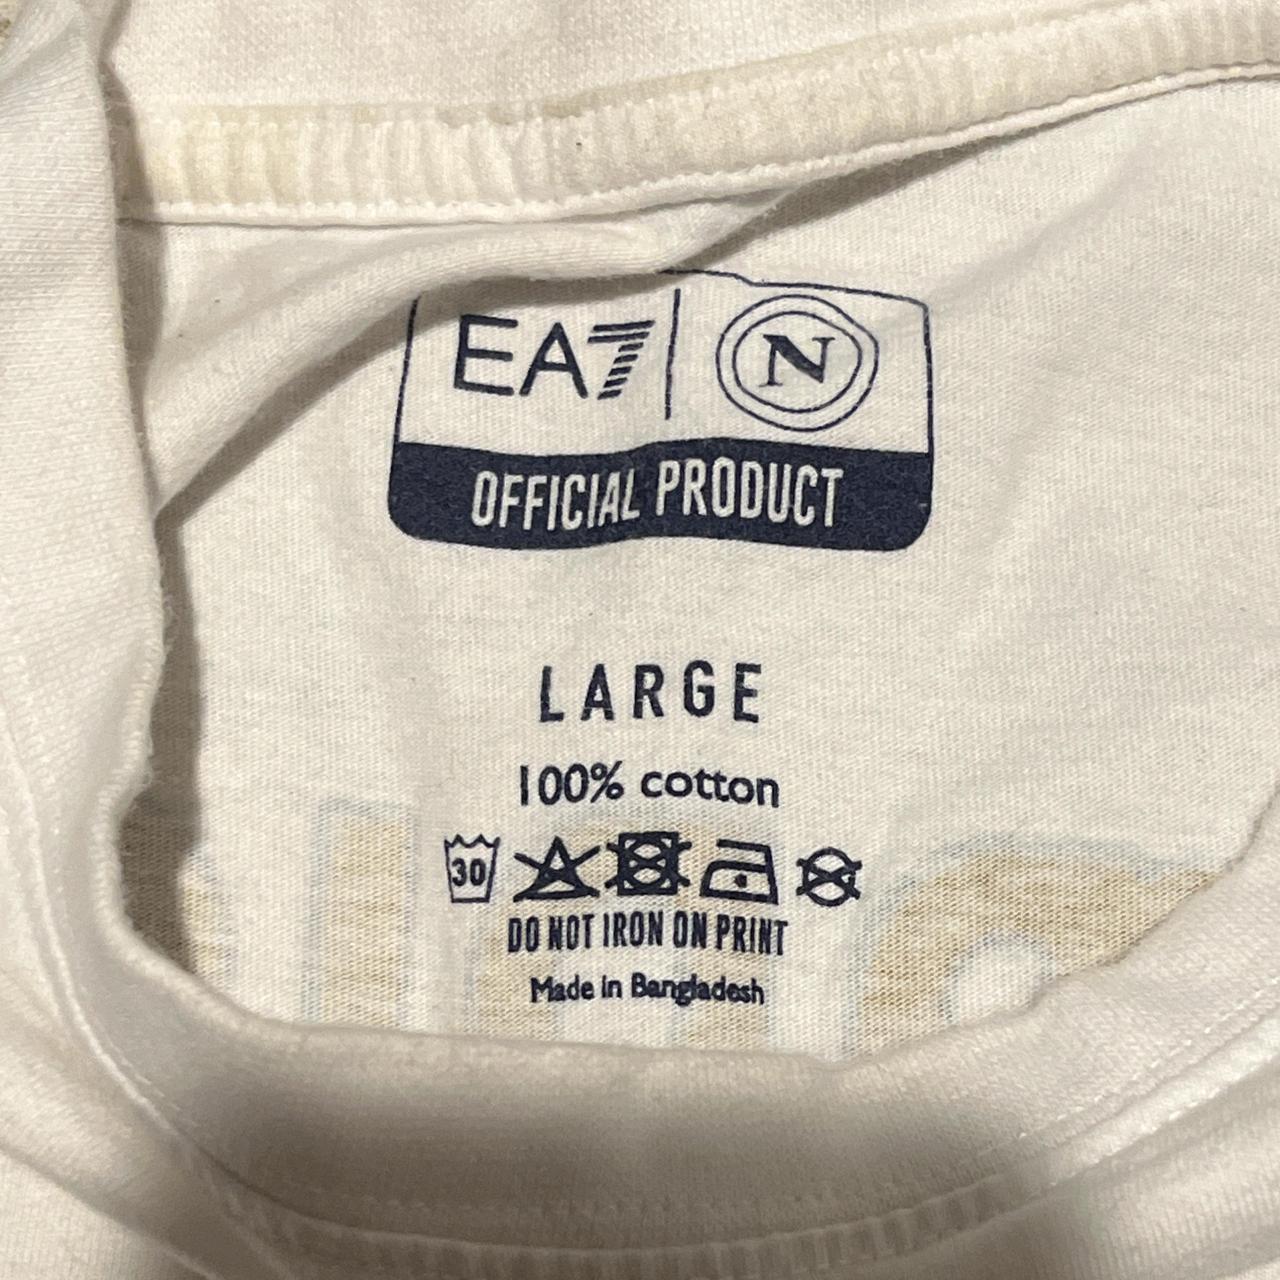 EA7 N
OFFICIAL PRODUCT
LARGE
100% cotton
30
DO NOT IRON ON PRINT
Made in Bangladesh